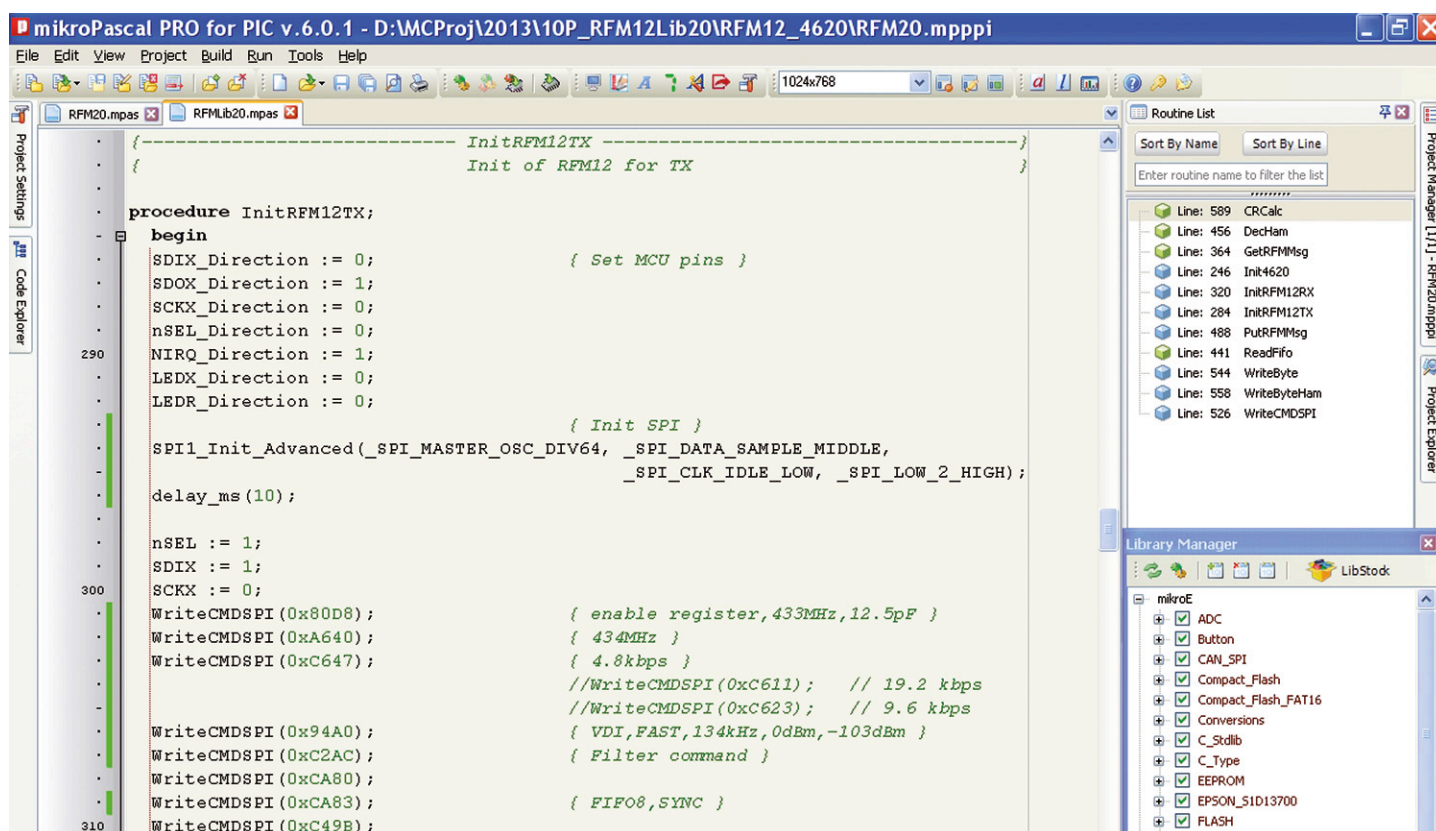 mikroPascal PRO for PIC v.6.0.1 - D:\MCProj\2013\10P_RFM12Lib20\RFM12_4620\RFM20.mpppi
File Edit View Project Build Run Tools Help
1024x768
RFM20.mpas RFMLib20.mpas
Project Settings
Code Explorer
{---------------------------- InitRFM12TX -------------------------------------}
{ Init of RFM12 for TX }
procedure InitRFM12TX;
begin
SDIX_Direction := 0; { Set MCU pins }
SDOX_Direction := 1;
SCKX_Direction := 0;
nSEL_Direction := 0;
290 NIRQ_Direction := 1;
LEDX_Direction := 0;
LEDR_Direction := 0;
{ Init SPI }
SPI1_Init_Advanced(_SPI_MASTER_OSC_DIV64, _SPI_DATA_SAMPLE_MIDDLE,
_SPI_CLK_IDLE_LOW, _SPI_LOW_2_HIGH);
delay_ms(10);
nSEL := 1;
SDIX := 1;
300 SCKX := 0;
WriteCMDSPI(0x80D8); { enable register,433MHz,12.5pF }
WriteCMDSPI(0xA640); { 434MHz }
WriteCMDSPI(0xC647); { 4.8kbps }
//WriteCMDSPI(0xC611); // 19.2 kbps
//WriteCMDSPI(0xC623); // 9.6 kbps
WriteCMDSPI(0x94A0); { VDI,FAST,134kHz,0dBm,-103dBm }
WriteCMDSPI(0xC2AC); { Filter command }
WriteCMDSPI(0xCA80);
WriteCMDSPI(0xCA83); { FIFO8,SYNC }
310 WriteCMDSPI(0xC49B);
Routine List
Sort By Name Sort By Line
Enter routine name to filter the list
Line: 589 CRCalc
Line: 456 DecHam
Line: 364 GetRFMMsg
Line: 246 Init4620
Line: 320 InitRFM12RX
Line: 284 InitRFM12TX
Line: 488 PutRFMMsg
Line: 441 ReadFifo
Line: 544 WriteByte
Line: 558 WriteByteHam
Line: 526 WriteCMDSPI
Library Manager
LibStock
mikroE
ADC
Button
CAN_SPI
Compact_Flash
Compact_Flash_FAT16
Conversions
C_Stdlib
C_Type
EEPROM
EPSON_S1D13700
FLASH
Project Manager [1/1] - RFM20.mpppi
Project Explorer